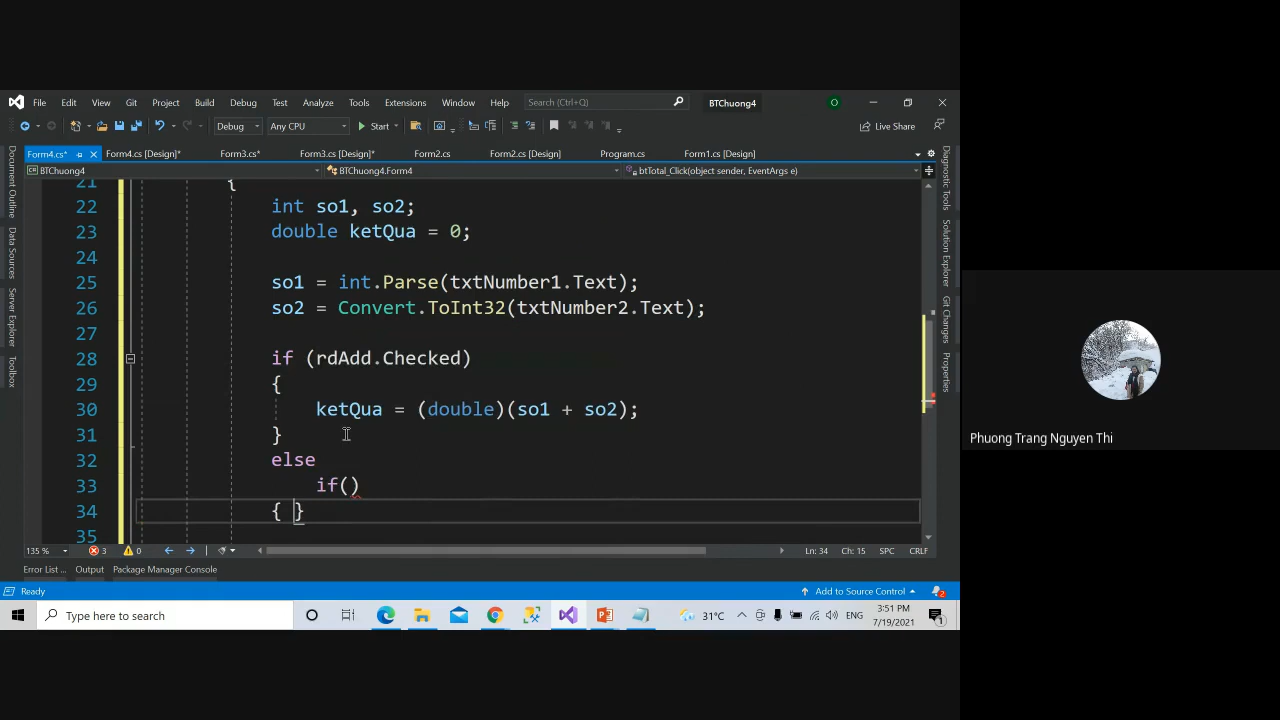 File Edit View Git Project Build Debug Test Analyze Tools Extensions Window Help Search (Ctrl+Q) BTChuong4 O
Debug Any CPU Start Live Share
Form4.cs* Form4.cs [Design]* Form3.cs* Form3.cs [Design]* Form2.cs Form2.cs [Design] Program.cs Form1.cs [Design]
BTChuong4 BTChuong4.Form4 btTotal_Click(object sender, EventArgs e)
Document Outline
Data Sources
Server Explorer
Toolbox
21 {
22 int so1, so2;
23 double ketQua = 0;
24
25 so1 = int.Parse(txtNumber1.Text);
26 so2 = Convert.ToInt32(txtNumber2.Text);
27
28 if (rdAdd.Checked)
29 {
30 ketQua = (double)(so1 + so2);
31 }
32 else
33 if()
34 { }
35
Diagnostic Tools
Solution Explorer
Git Changes
Properties
135 % 3 0 Ln: 34 Ch: 15 SPC CRLF
Error List ... Output Package Manager Console
Ready Add to Source Control 2
Type here to search 31°C ENG 3:51 PM
7/19/2021 1
Phuong Trang Nguyen Thi